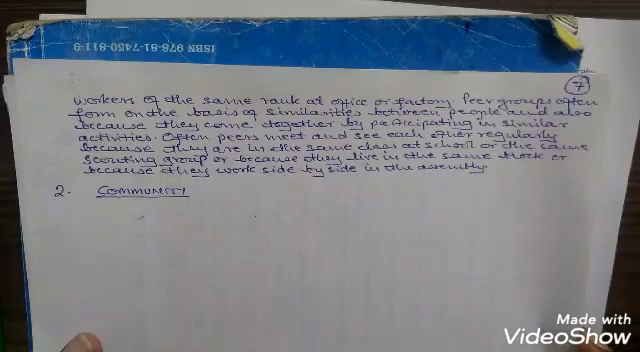 ISBN 978-81-7450-811-9
7
workers of the same rank at office or factory. Peer groups often
form on the basis of similarities between people and also
because they come together by paticipating in similar
activities. Often peers meet and see each other regularly
because they are in the same class at school or the same
scouting group or because they live in the same block or
because they work side by side in the assembly.
2. COMMUNITY
Made with
VideoShow